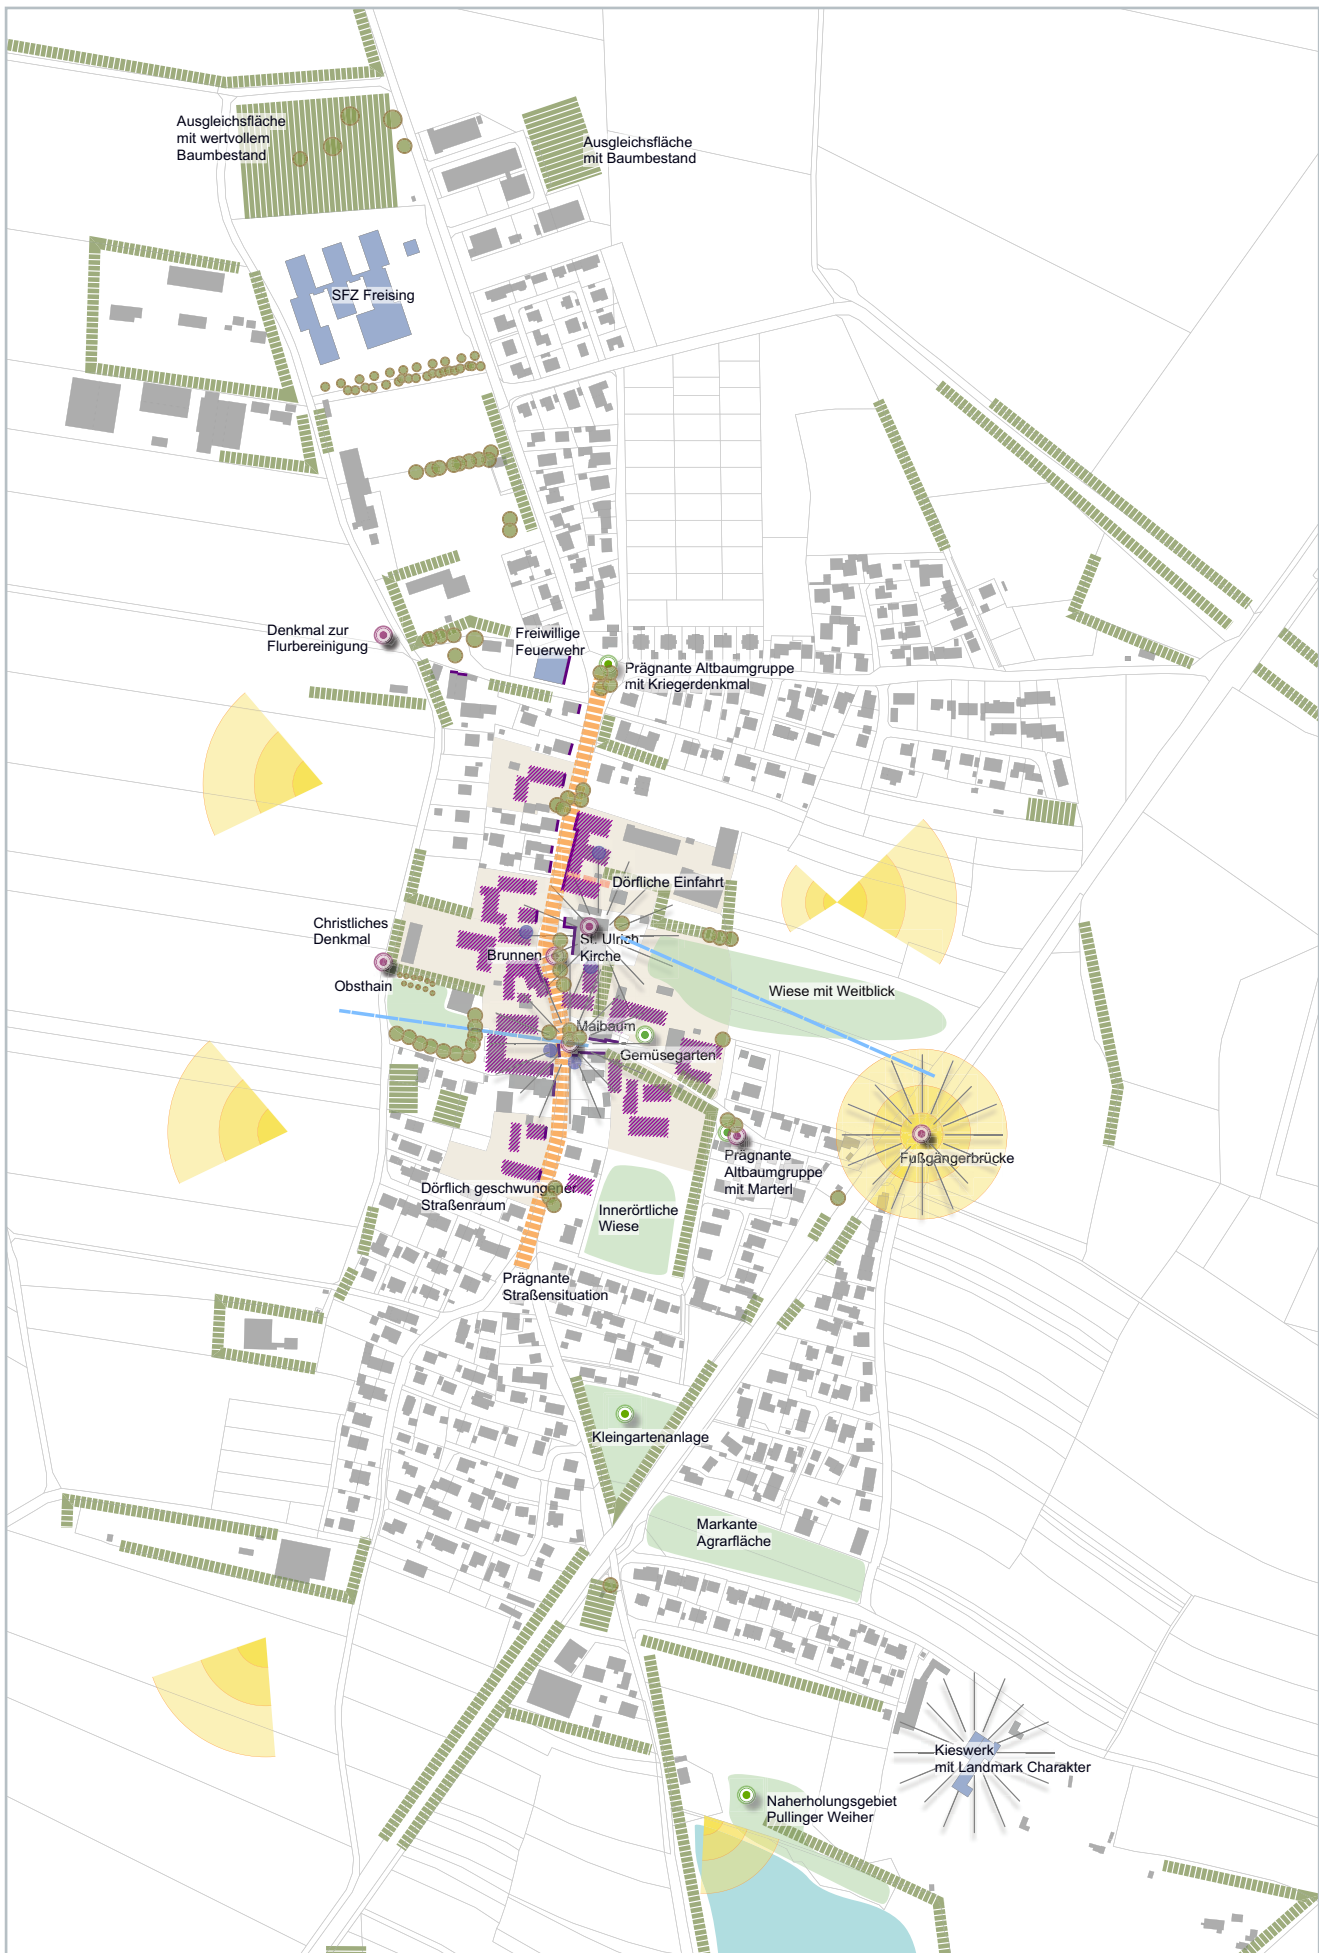 Ausgleichsfläche
mit wertvollem
Baumbestand
Ausgleichsfläche
mit Baumbestand
SFZ Freising
Denkmal zur
Flurbereinigung
Freiwillige
Feuerwehr
Prägnante Altbaumgruppe
mit Kriegerdenkmal
Dörfliche Einfahrt
Christliches
Denkmal
St. Ulrich
Kirche
Brunnen
Obsthain
Wiese mit Weitblick
Maibaum
Gemüsegarten
Prägnante
Altbaumgruppe
mit Marterl
Fußgängerbrücke
Dörflich geschwungener
Straßenraum
Innerörtliche
Wiese
Prägnante
Straßensituation
Kleingartenanlage
Markante
Agrarfläche
Kieswerk
mit Landmark Charakter
Naherholungsgebiet
Pullinger Weiher